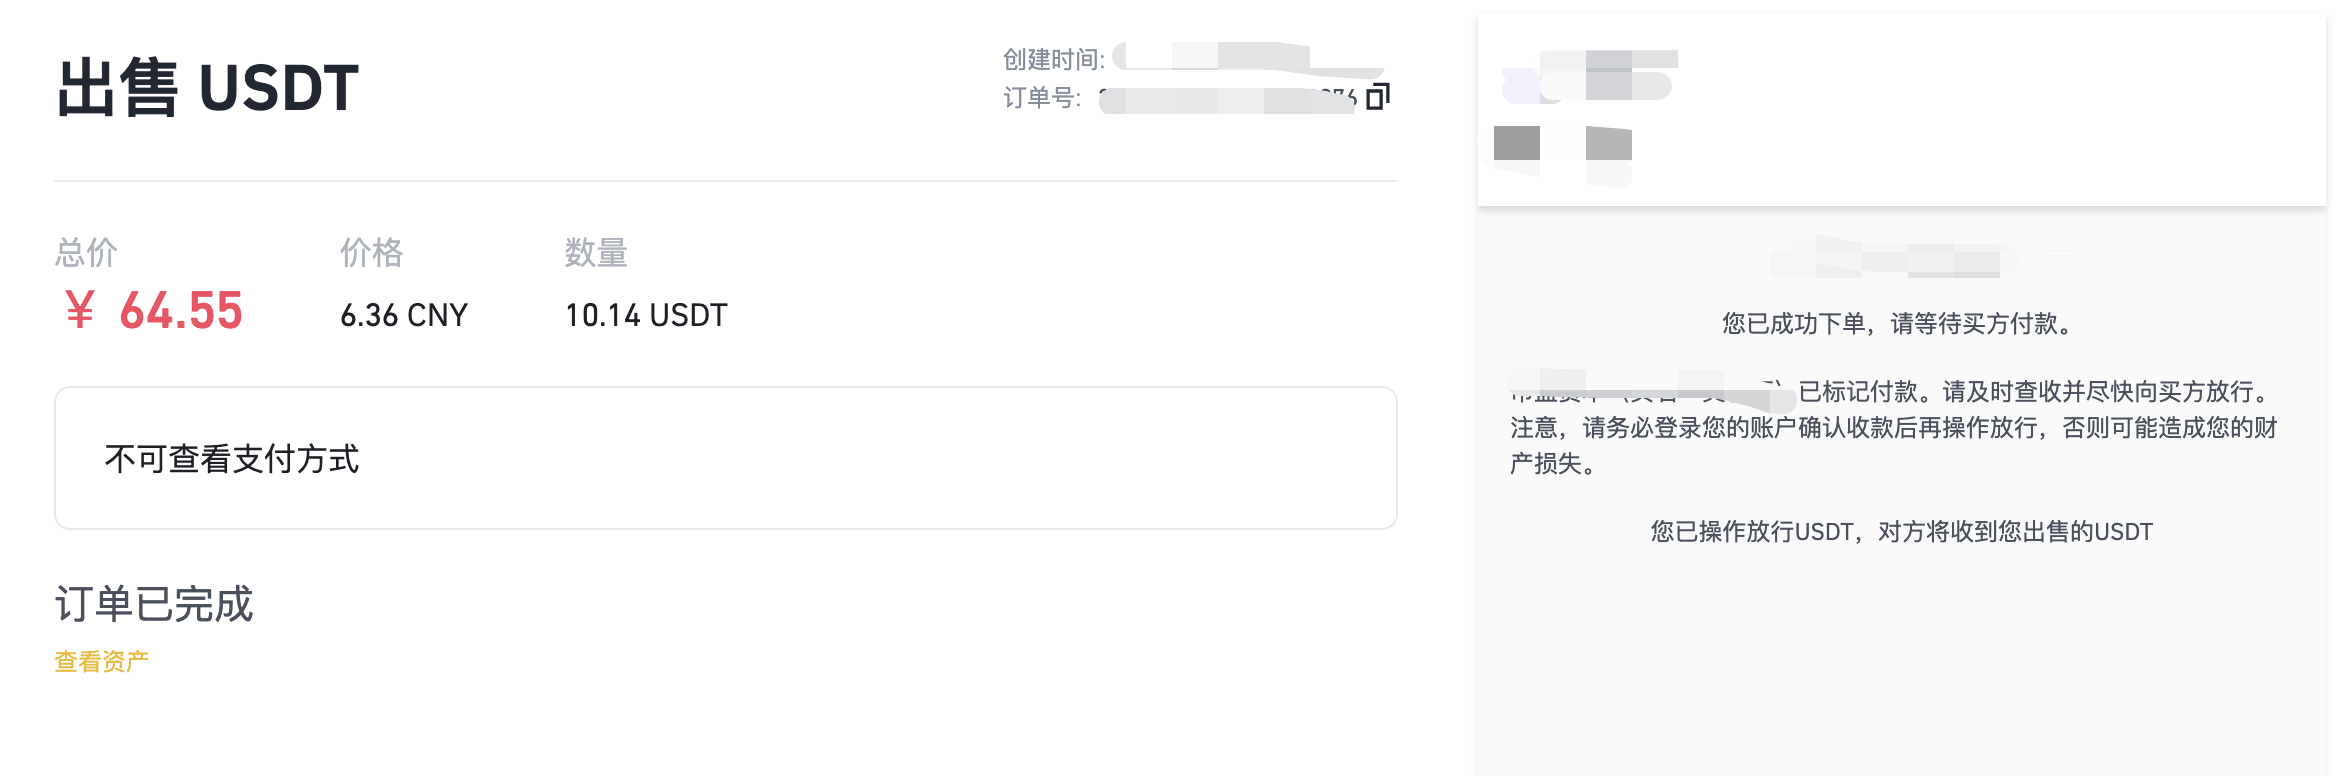 出售 USDT
创建时间:
订单号:
总价
价格
数量
¥ 64.55
6.36 CNY
10.14 USDT
不可查看支付方式
订单已完成
查看资产
您已成功下单，请等待买方付款。
已标记付款。请及时查收并尽快向买方放行。
注意，请务必登录您的账户确认收款后再操作放行，否则可能造成您的财
产损失。
您已操作放行USDT，对方将收到您出售的USDT